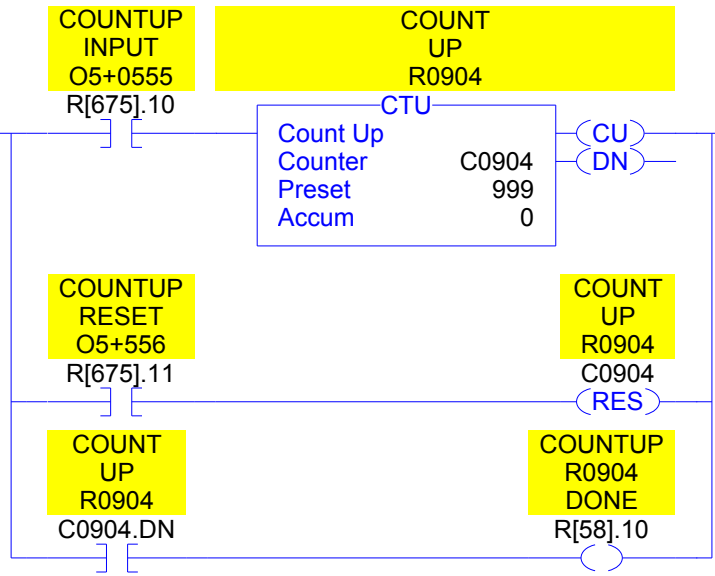 COUNTUP
INPUT
O5+0555
R[675].10
COUNT
UP
R0904
CTU
Count Up
Counter C0904
Preset 999
Accum 0
CU
DN
COUNTUP
RESET
O5+556
R[675].11
COUNT
UP
R0904
C0904
RES
COUNT
UP
R0904
C0904.DN
COUNTUP
R0904
DONE
R[58].10